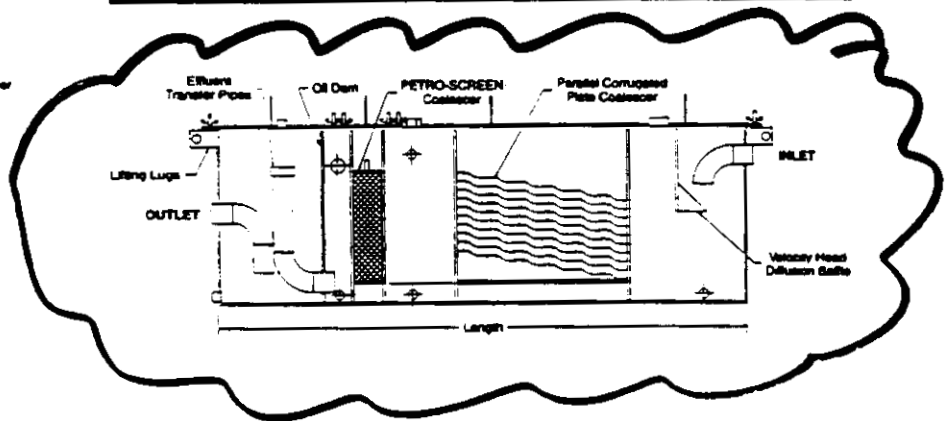 Effluent
Transfer Pipes
Oil Dam
PETRO-SCREEN
Coalescer
Parallel Corrugated
Plate Coalescer
Lifting Lugs
INLET
OUTLET
Velocity Head
Diffusion Baffle
Length